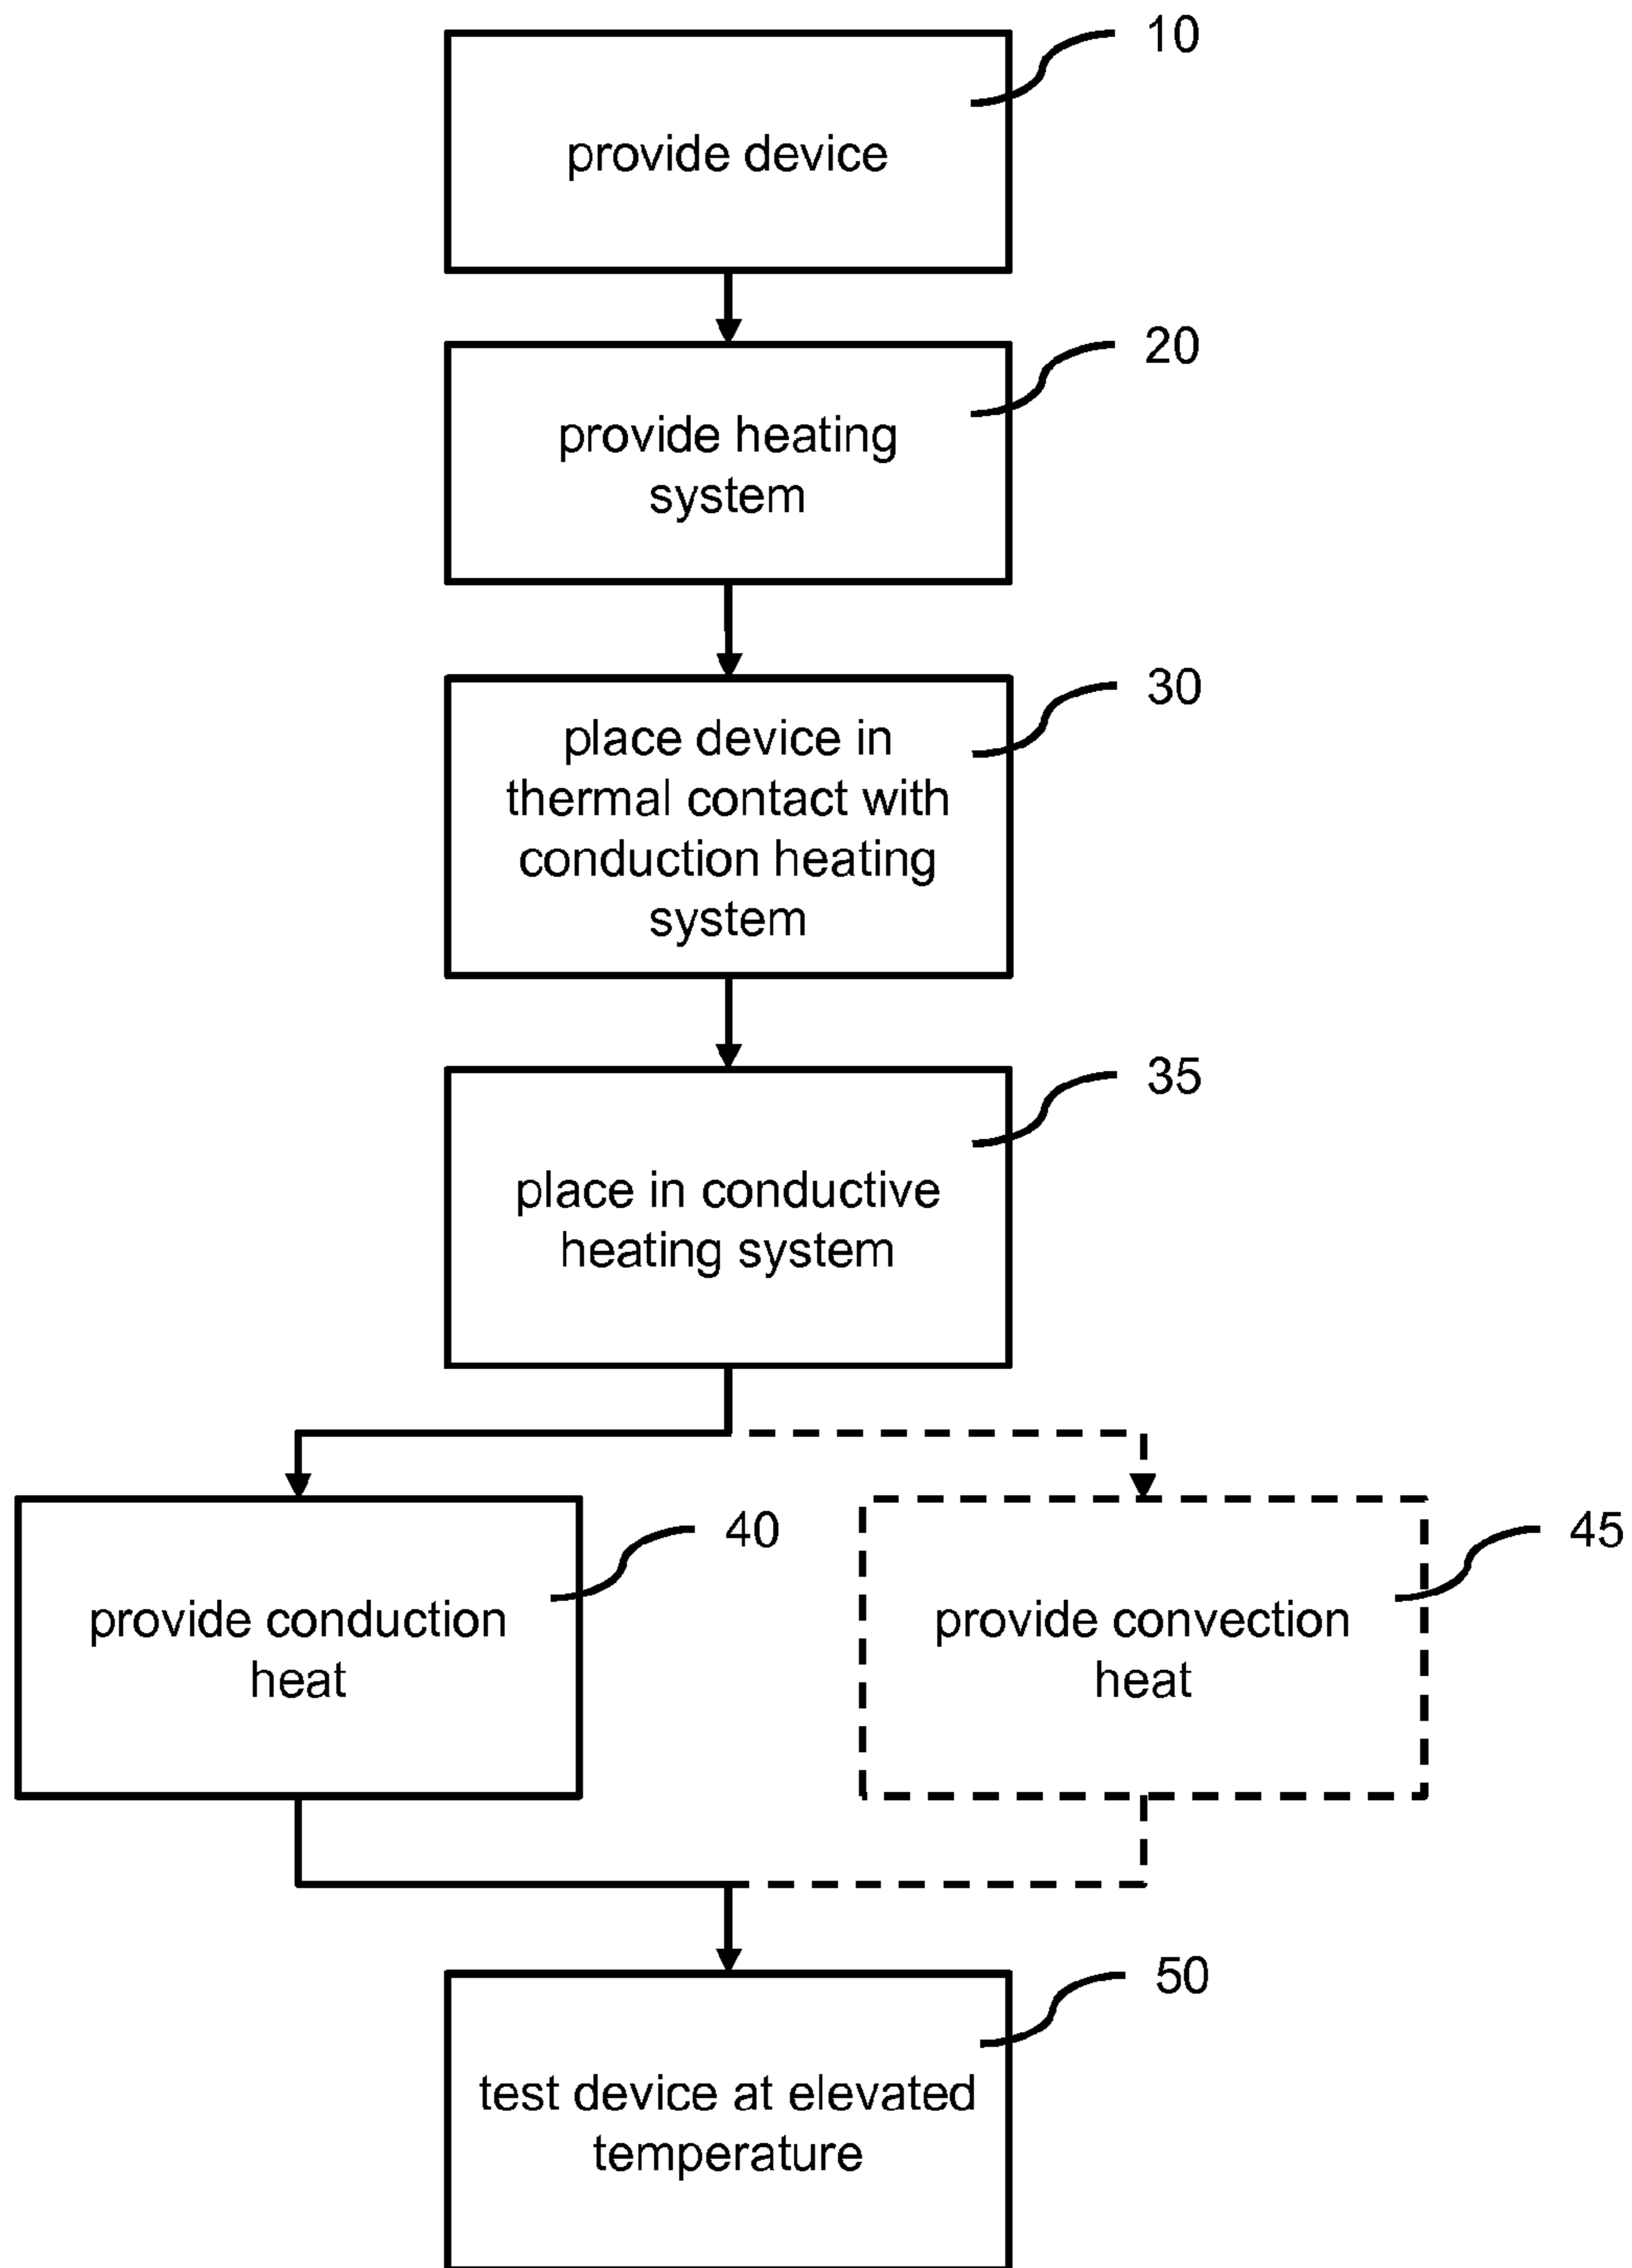 10
provide device
20
provide heating
system
30
place device in
thermal contact with
conduction heating
system
35
place in conductive
heating system
40
provide conduction
heat
45
provide convection
heat
50
test device at elevated
temperature